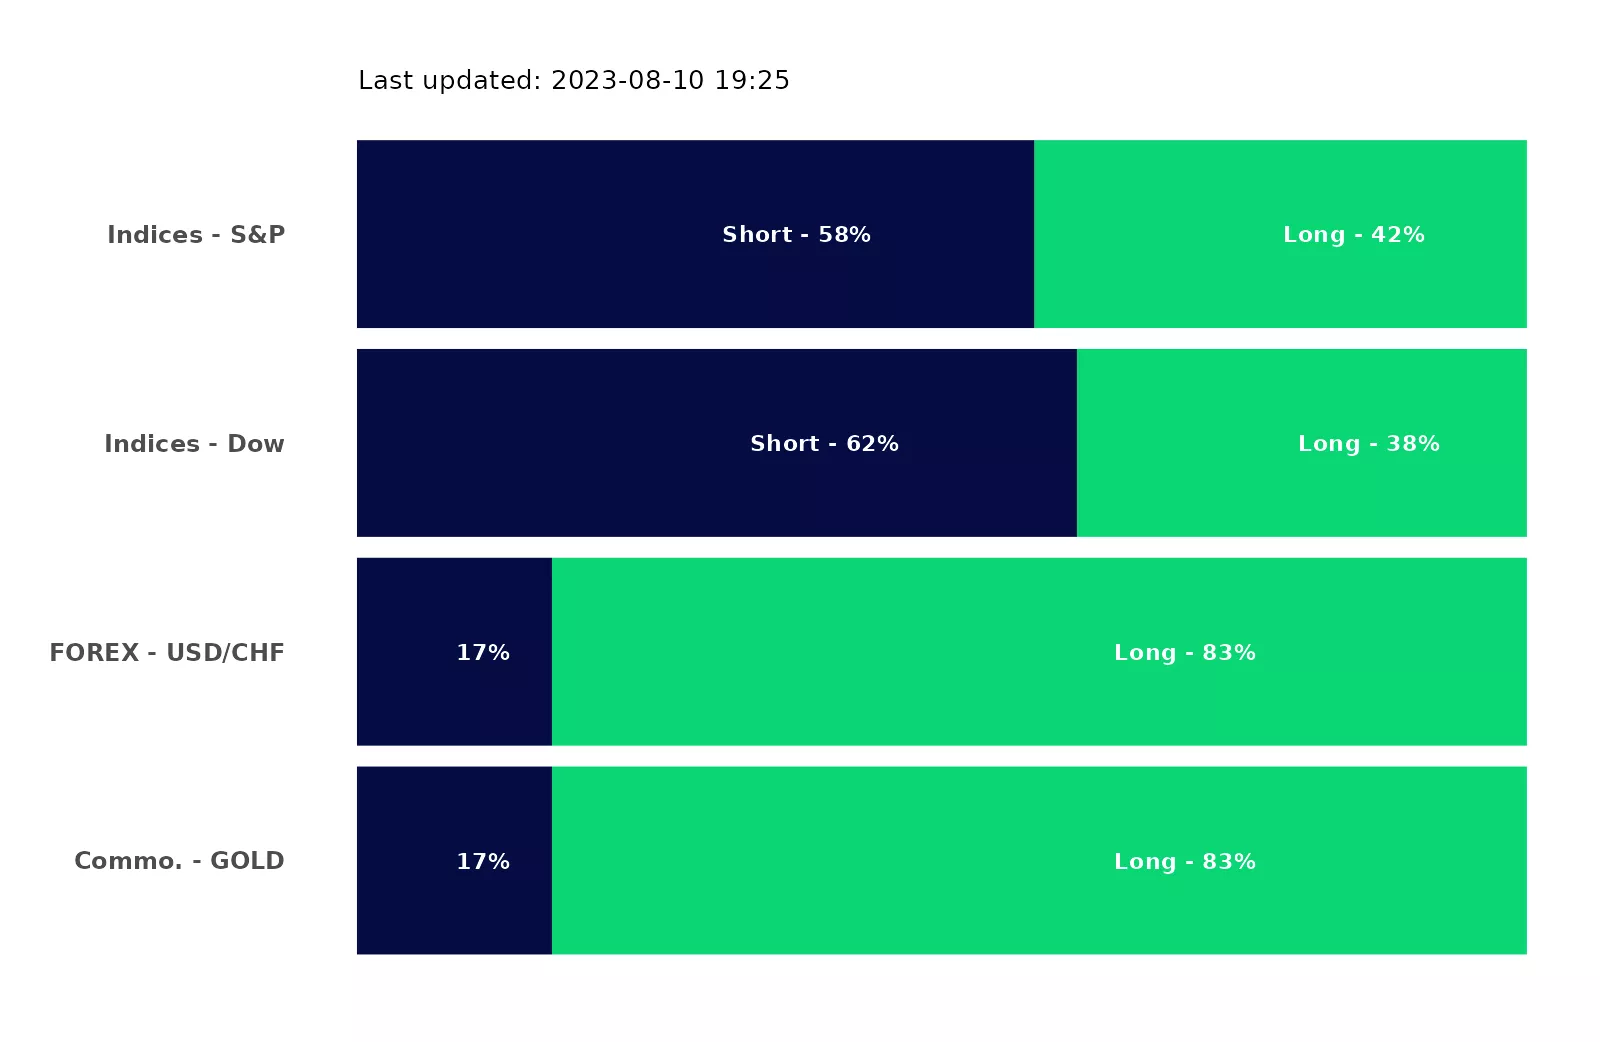 Last updated: 2023-08-10 19:25
Indices - S&P Short - 58% Long - 42%
Indices - Dow Short - 62% Long - 38%
FOREX - USD/CHF 17% Long - 83%
Commo. - GOLD 17% Long - 83%